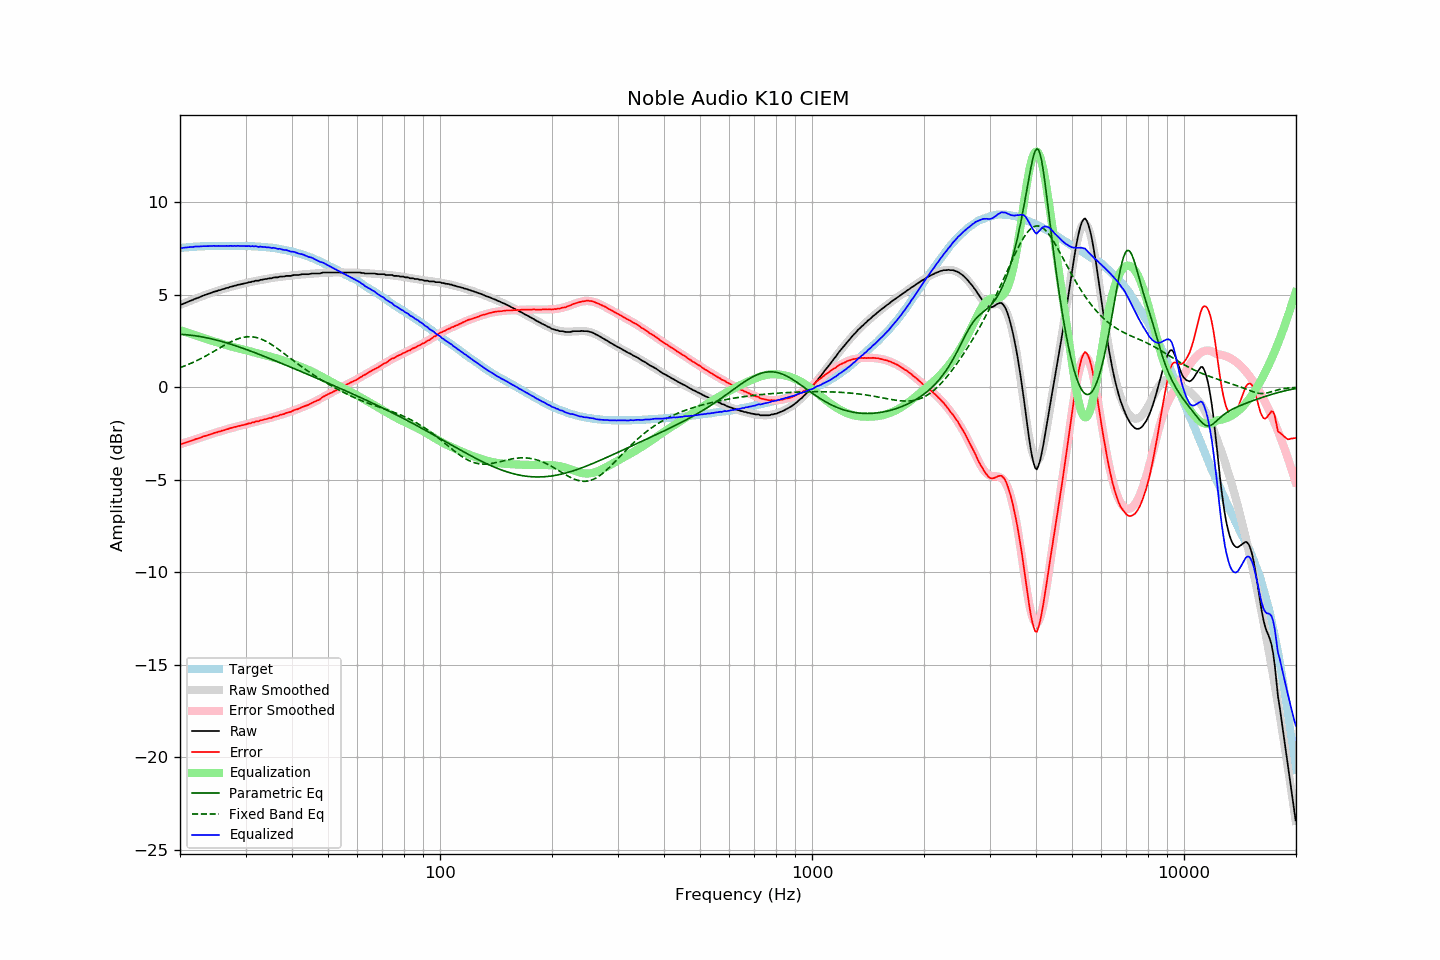 Noble Audio K10 CIEM
Amplitude (dBr)
10
5
0
−5
−10
−15
−20
−25
Target
Raw Smoothed
Error Smoothed
Raw
Error
Equalization
Parametric Eq
Fixed Band Eq
Equalized
100
1000
10000
Frequency (Hz)